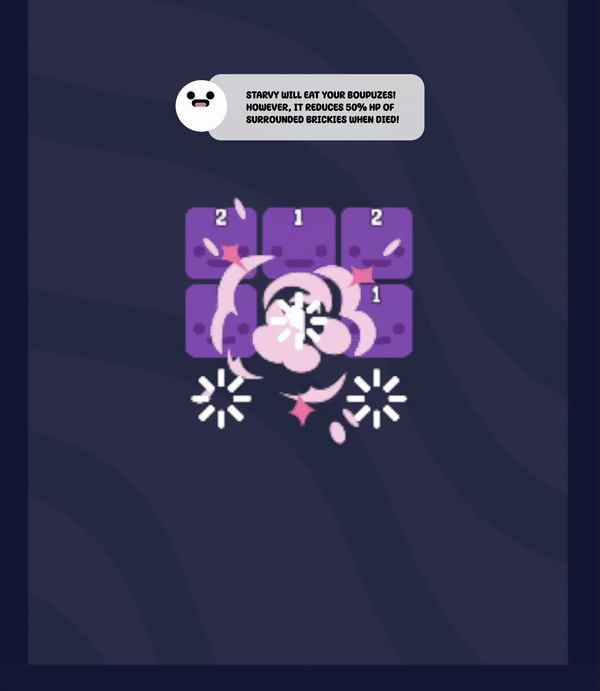 STARVY WILL EAT YOUR BOUPUZES!
HOWEVER, IT REDUCES 50% HP OF
SURROUNDED BRICKIES WHEN DIED!
2 1 2
1